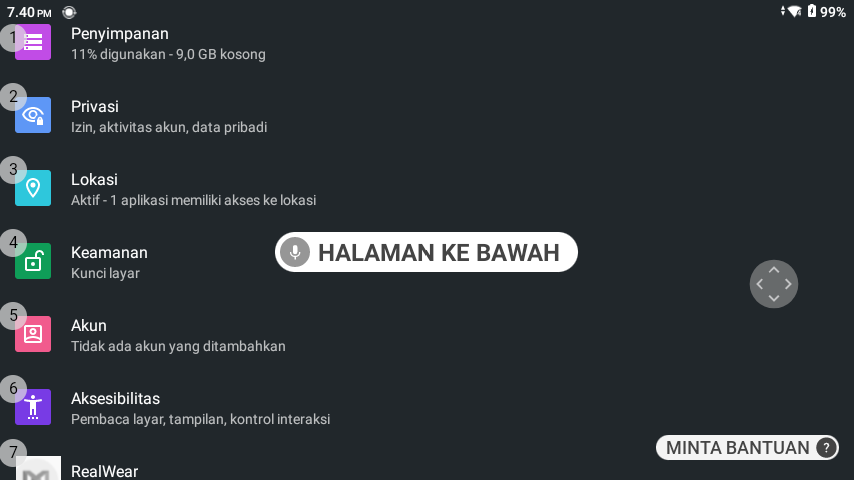 7.40 PM
99%
1
Penyimpanan
11% digunakan - 9,0 GB kosong
2
Privasi
Izin, aktivitas akun, data pribadi
3
Lokasi
Aktif - 1 aplikasi memiliki akses ke lokasi
4
Keamanan
Kunci layar
HALAMAN KE BAWAH
5
Akun
Tidak ada akun yang ditambahkan
6
Aksesibilitas
Pembaca layar, tampilan, kontrol interaksi
MINTA BANTUAN ?
7
RealWear